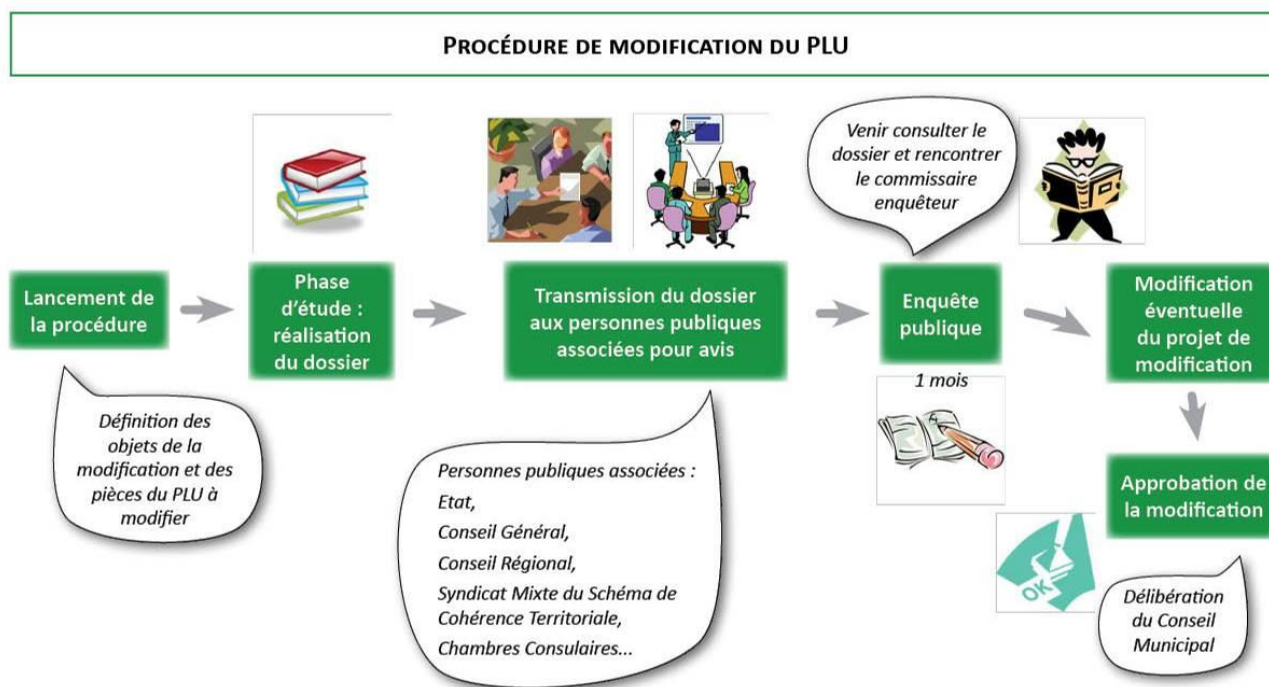 PROCÉDURE DE MODIFICATION DU PLU
Venir consulter le
dossier et rencontrer
le commissaire
enquêteur
Lancement de
la procédure
Phase
d'étude :
réalisation
du dossier
Transmission du dossier
aux personnes publiques
associées pour avis
Enquête
publique
Modification
éventuelle
du projet de
modification
1 mois
Définition des
objets de la
modification et des
pièces du PLU à
modifier
Personnes publiques associées :
Etat,
Conseil Général,
Conseil Régional,
Syndicat Mixte du Schéma de
Cohérence Territoriale,
Chambres Consulaires...
Approbation de
la modification
OK
Délibération
du Conseil
Municipal